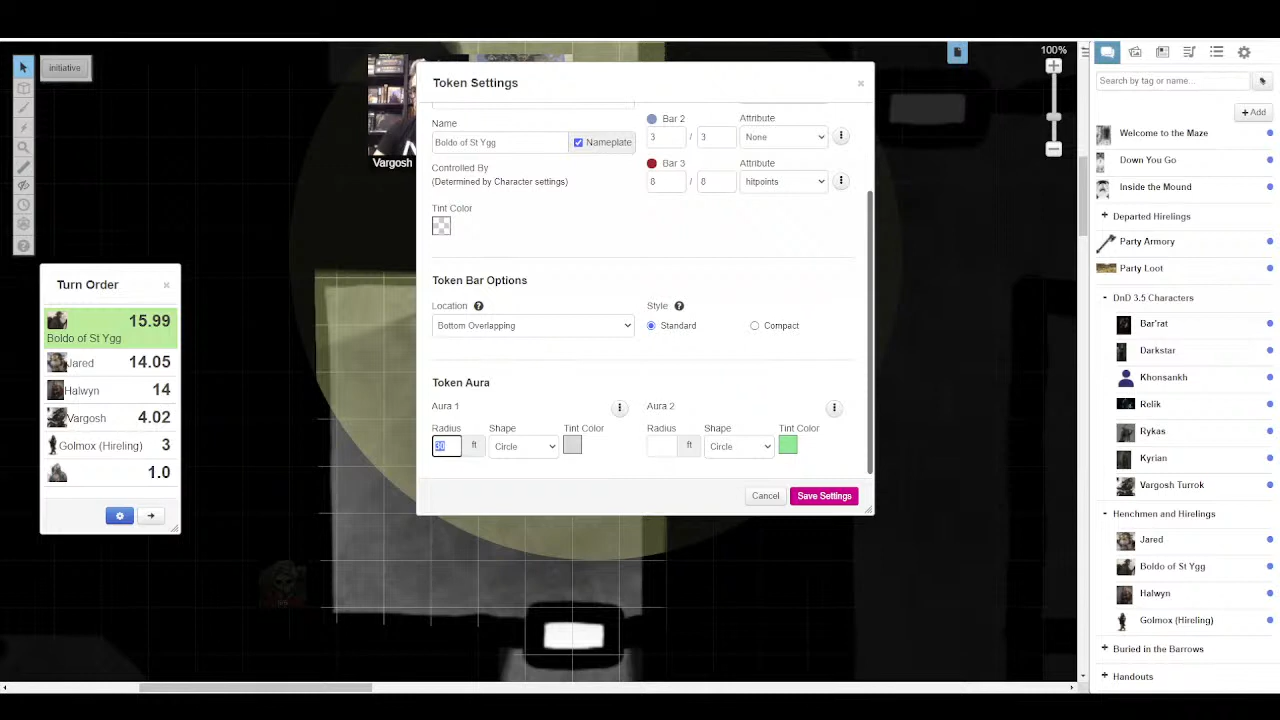 initiative
Vargosh
100%
Turn Order
15.99
Boldo of St Ygg
Jared 14.05
Halwyn 14
Vargosh 4.02
Golmox (Hireling) 3
1.0
Token Settings
Name
Boldo of St Ygg
Nameplate
Controlled By
(Determined by Character settings)
Tint Color
Bar 2 Attribute
3 / 3 None
Bar 3 Attribute
8 / 8 hitpoints
Token Bar Options
Location
Bottom Overlapping
Style
Standard Compact
Token Aura
Aura 1
Radius Shape Tint Color
30 ft Circle
Aura 2
Radius Shape Tint Color
ft Circle
Cancel Save Settings
Search by tag or name...
+ Add
Welcome to the Maze
Down You Go
Inside the Mound
Departed Hirelings
Party Armory
Party Loot
DnD 3.5 Characters
Bar'rat
Darkstar
Khonsankh
Relik
Rykas
Kyrian
Vargosh Turrok
Henchmen and Hirelings
Jared
Boldo of St Ygg
Halwyn
Golmox (Hireling)
Buried in the Barrows
Handouts